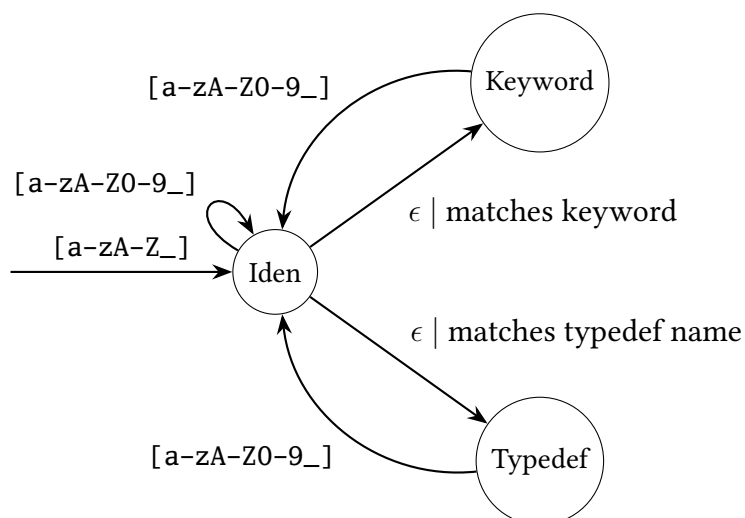 [a-zA-Z0-9_]
Keyword
[a-zA-Z0-9_]
ϵ | matches keyword
[a-zA-Z_]
Iden
ϵ | matches typedef name
[a-zA-Z0-9_]
Typedef